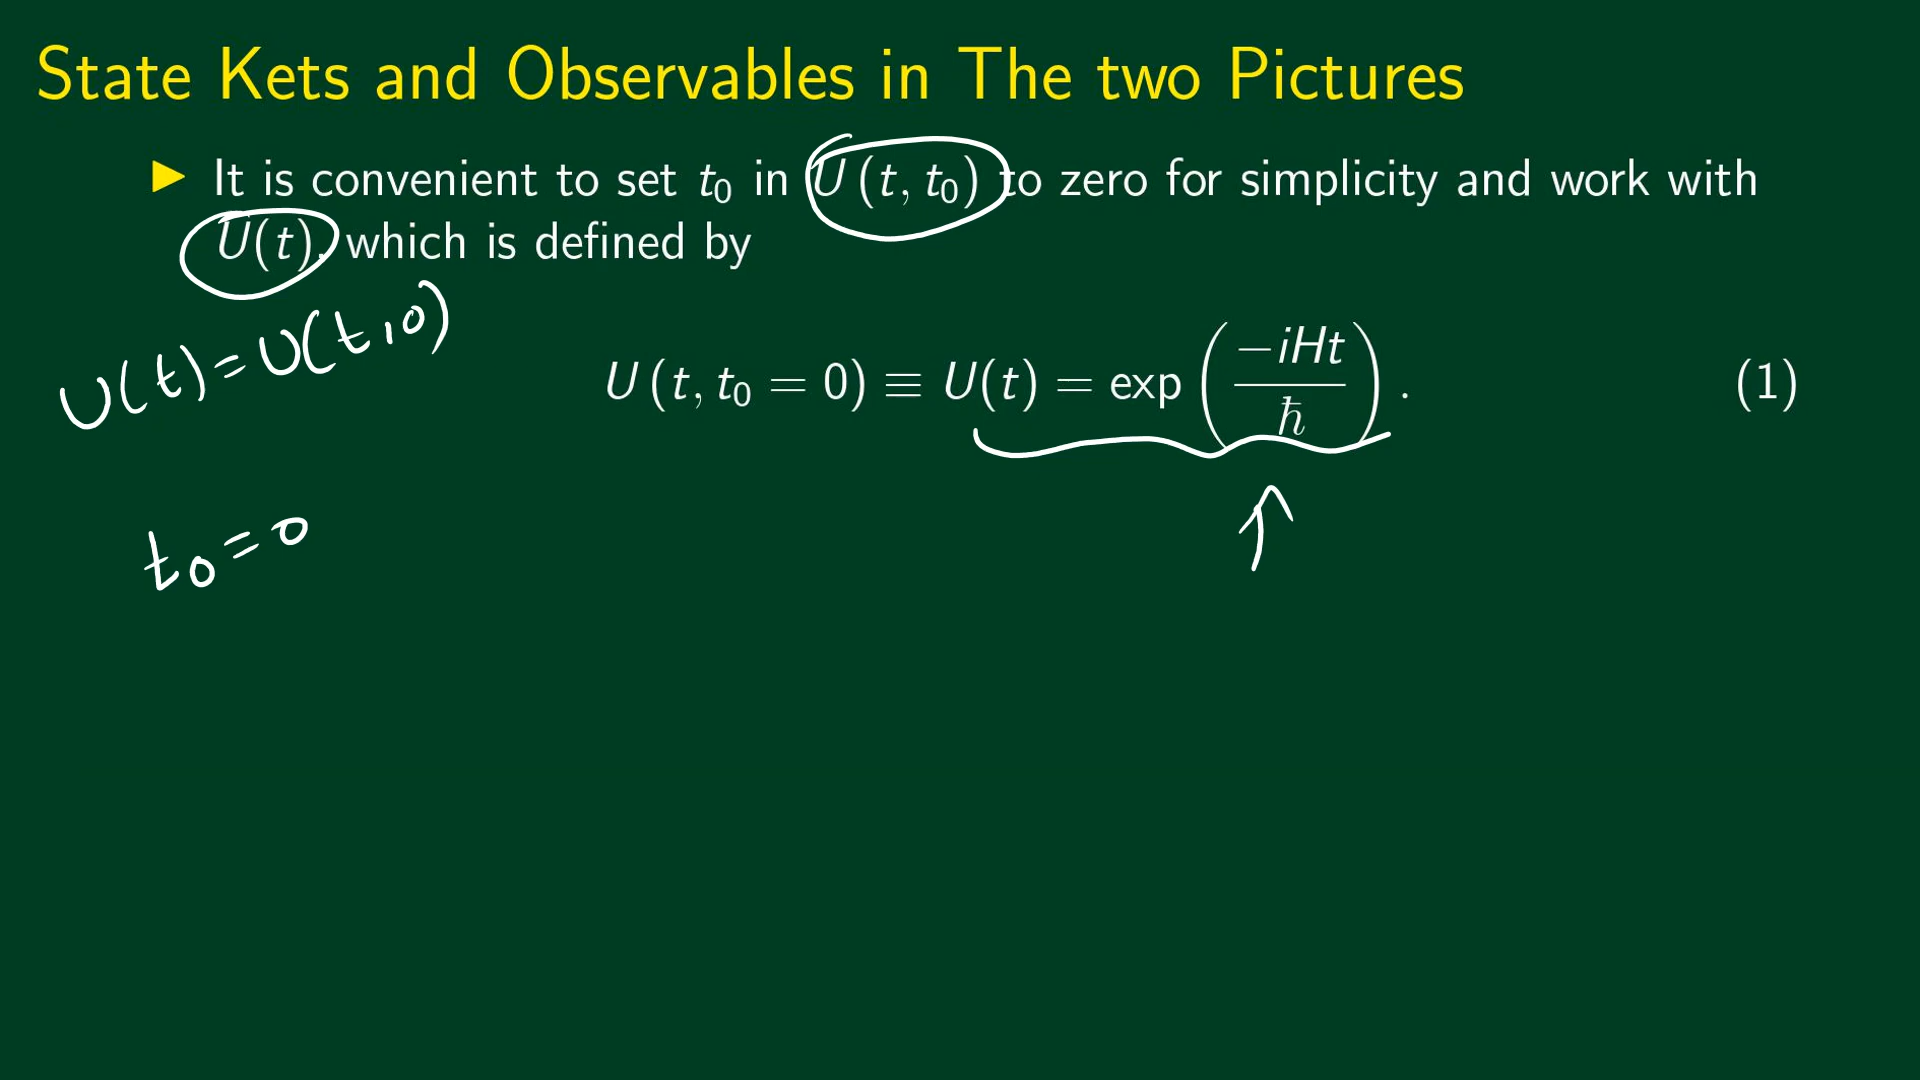 State Kets and Observables in The two Pictures
▶ It is convenient to set t₀ in U (t, t₀) to zero for simplicity and work with
U(t), which is defined by
U(t) = U(t,0)
U (t, t₀ = 0) ≡ U(t) = exp (−iHt / ħ) . (1)
t₀ = 0